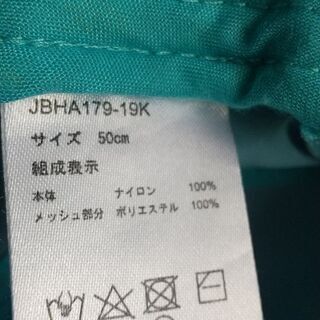 JBHA179-19K
サイズ 50cm
組成表示
本体 ナイロン 100%
メッシュ部分 ポリエステル 100%